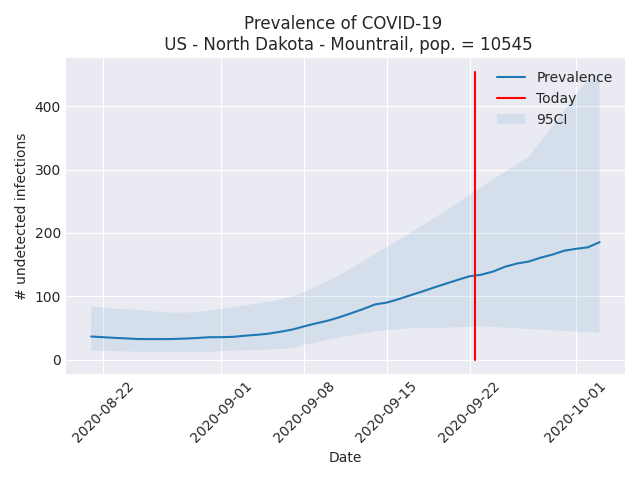 Prevalence of COVID-19
US - North Dakota - Mountrail, pop. = 10545
Prevalence
Today
95CI
400
300
200
100
0
# undetected infections
2020-08-22
2020-09-01
2020-09-08
2020-09-15
2020-09-22
2020-10-01
Date